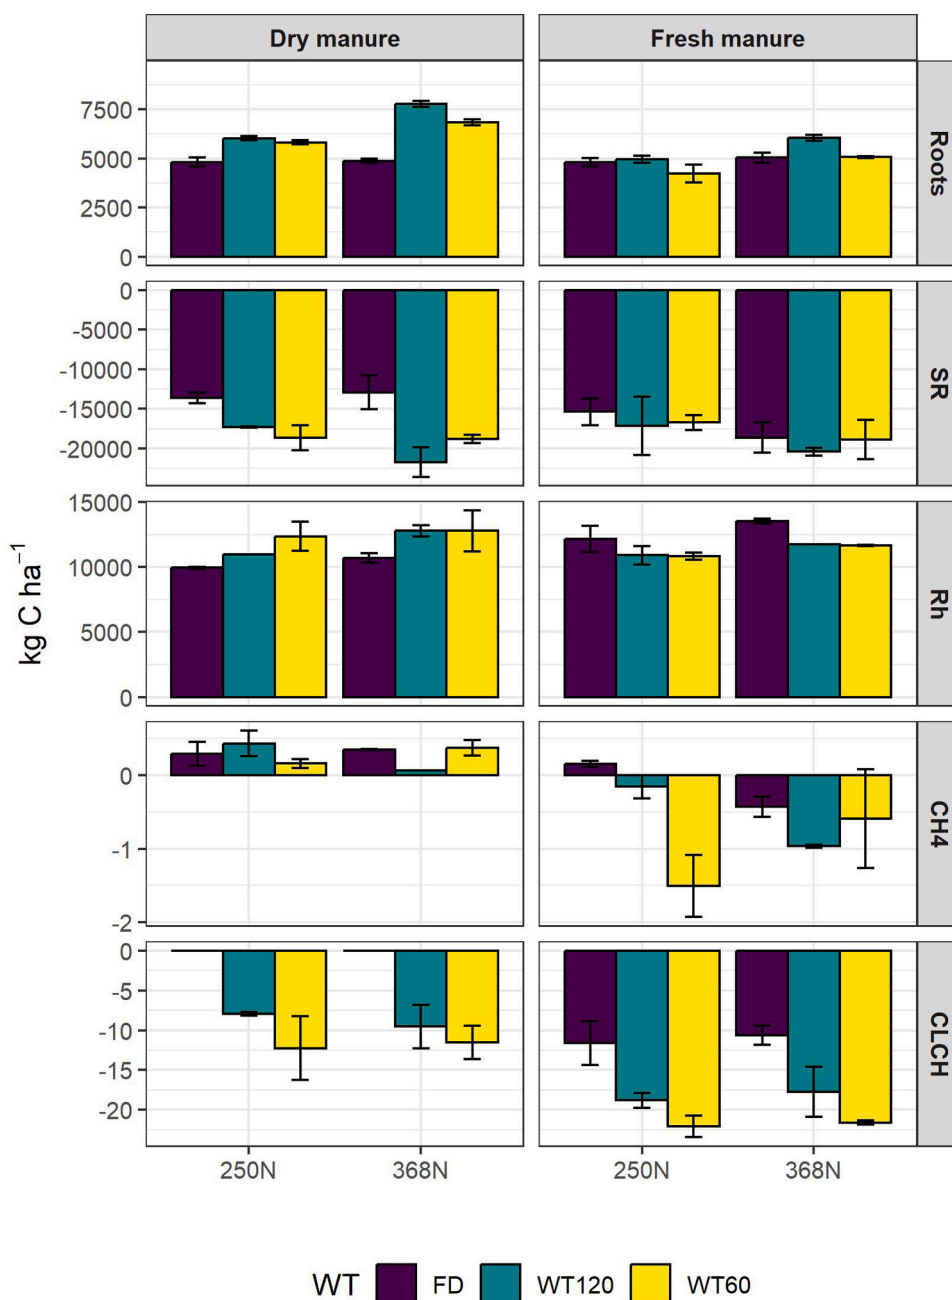 Dry manure Fresh manure
7500
5000
2500
0
Roots
0
-5000
-10000
-15000
-20000
SR
15000
10000
5000
0
Rh
0
-1
-2
CH4
0
-5
-10
-15
-20
CLCH
kg C ha⁻¹
250N 368N 250N 368N
WT FD WT120 WT60